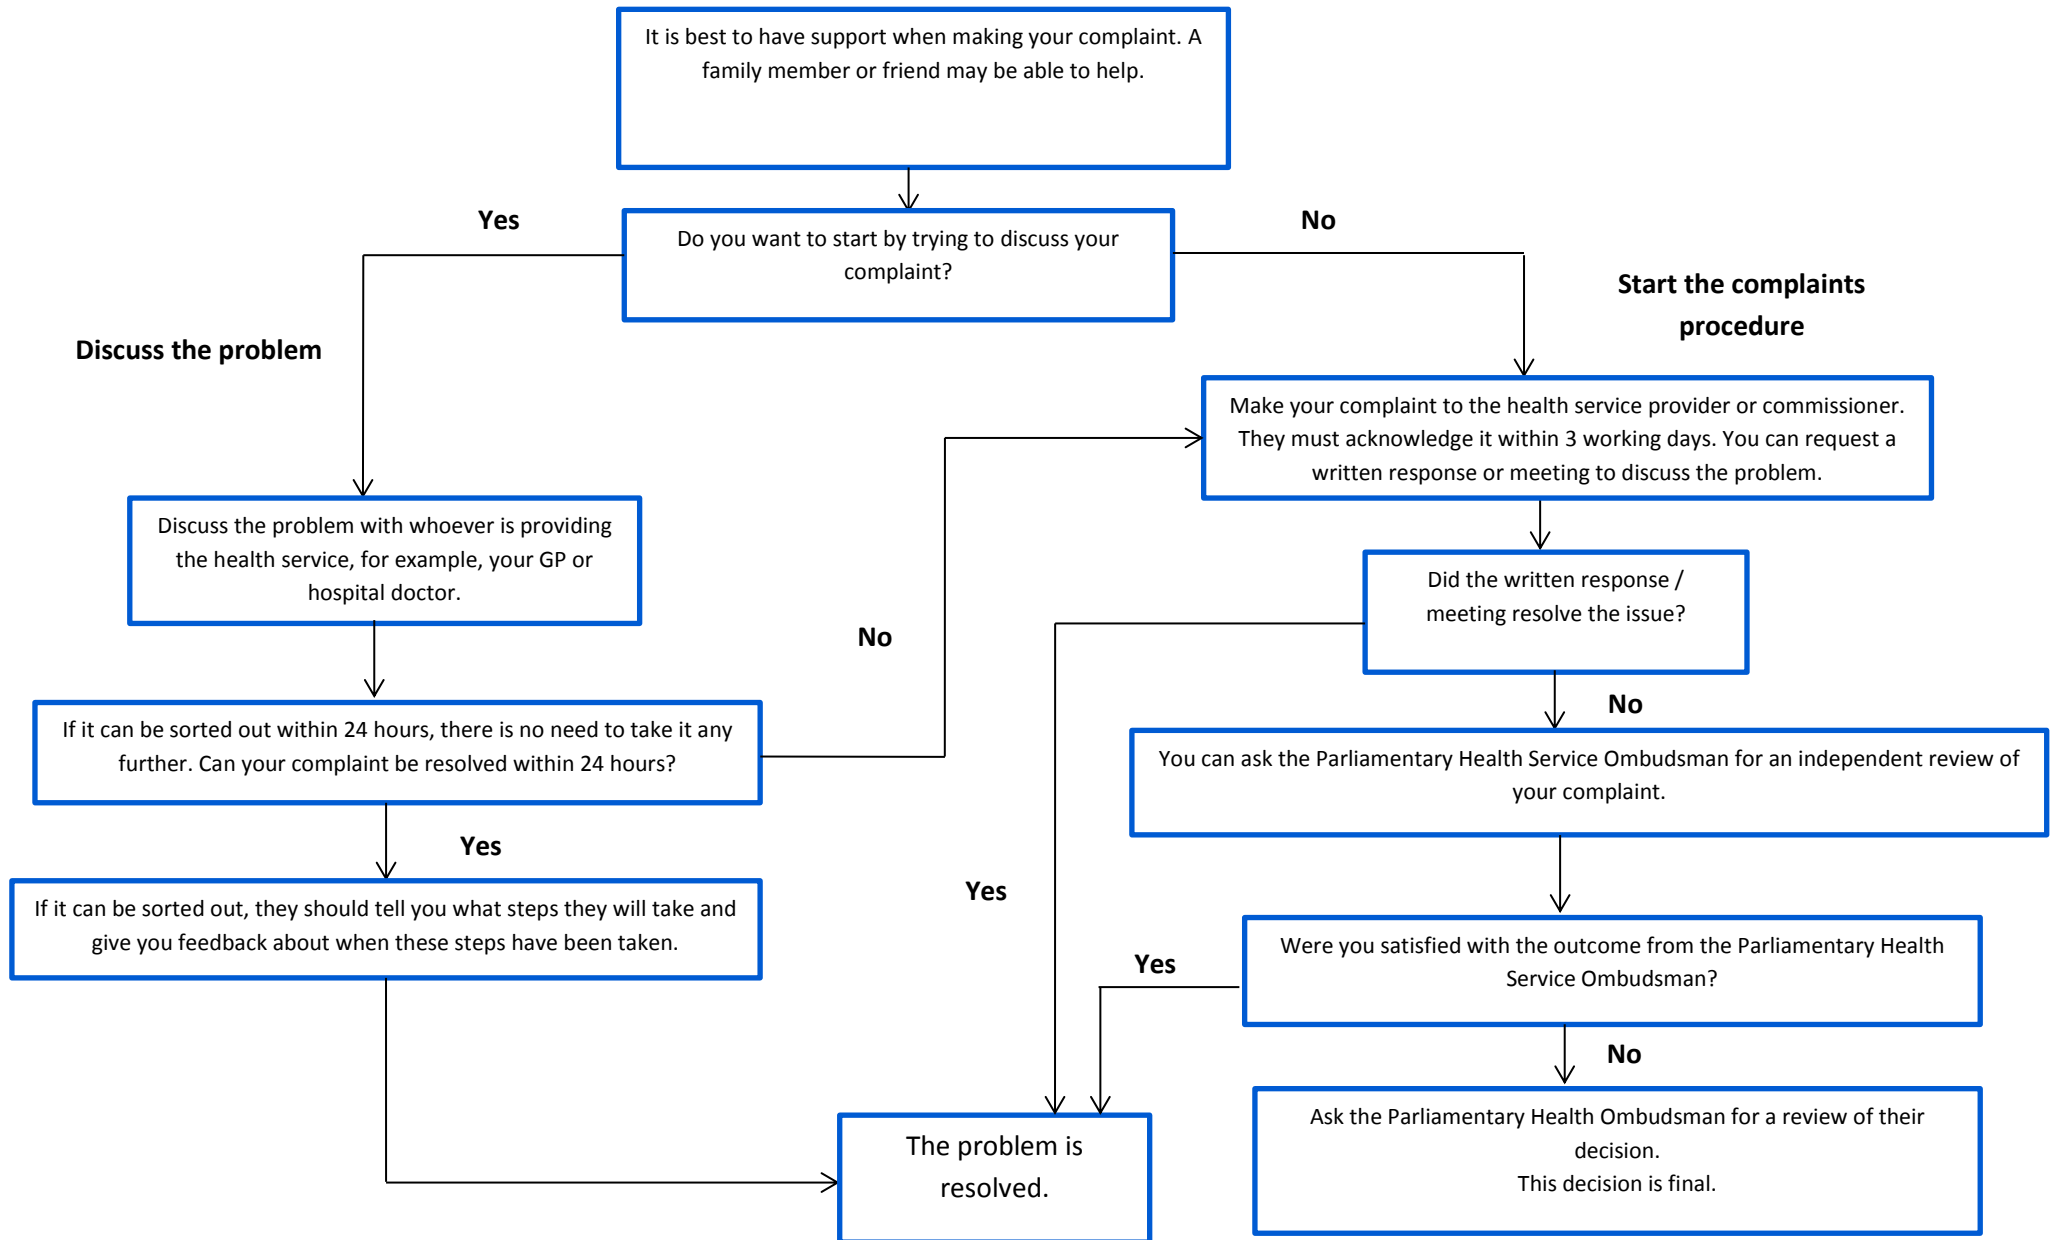 It is best to have support when making your complaint. A
family member or friend may be able to help.
Yes
No
Do you want to start by trying to discuss your
complaint?
Start the complaints
procedure
Discuss the problem
Make your complaint to the health service provider or commissioner.
They must acknowledge it within 3 working days. You can request a
written response or meeting to discuss the problem.
Discuss the problem with whoever is providing
the health service, for example, your GP or
hospital doctor.
Did the written response /
meeting resolve the issue?
No
No
If it can be sorted out within 24 hours, there is no need to take it any
further. Can your complaint be resolved within 24 hours?
You can ask the Parliamentary Health Service Ombudsman for an independent review of
your complaint.
Yes
Yes
If it can be sorted out, they should tell you what steps they will take and
give you feedback about when these steps have been taken.
Were you satisfied with the outcome from the Parliamentary Health
Service Ombudsman?
Yes
No
Ask the Parliamentary Health Ombudsman for a review of their
decision.
This decision is final.
The problem is
resolved.